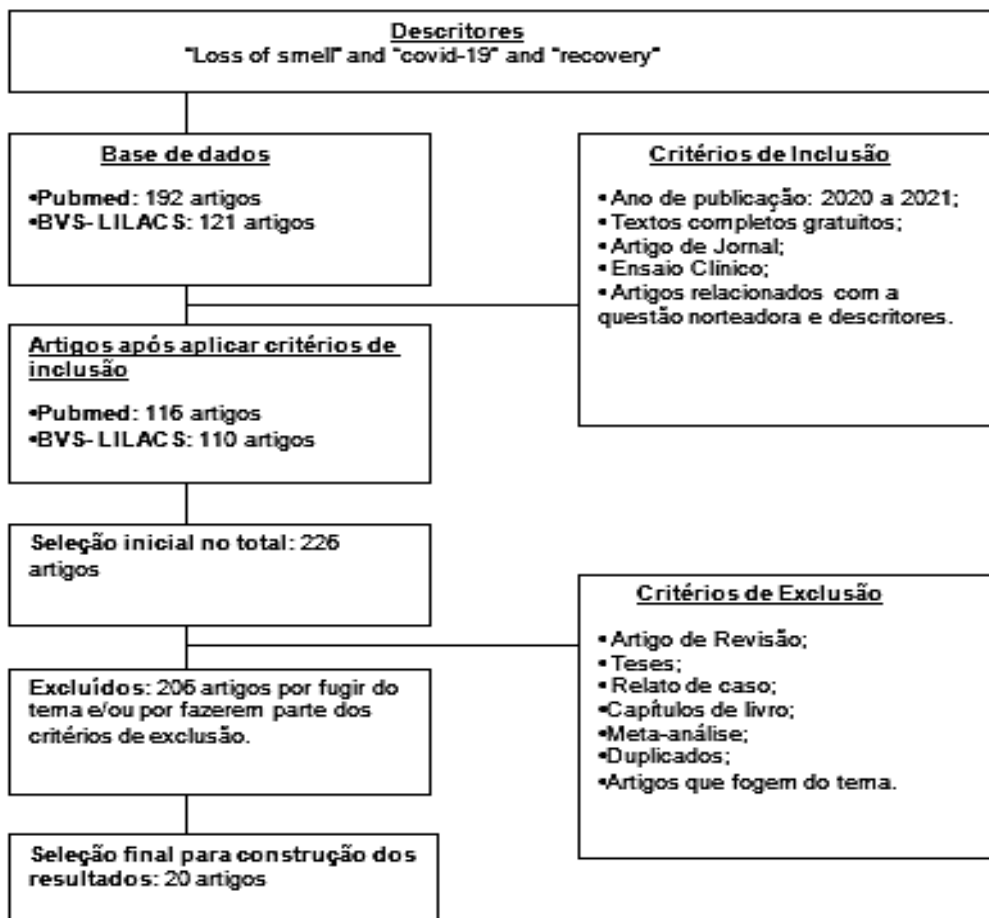 Descritores
"Loss of smell" and "covid-19" and "recovery"
Base de dados
•Pubmed: 192 artigos
•BVS- LILACS: 121 artigos
Critérios de Inclusão
•Ano de publicação: 2020 a 2021;
•Textos completos gratuitos;
•Artigo de Jornal;
•Ensaio Clínico;
•Artigos relacionados com a
questão norteadora e descritores.
Artigos após aplicar critérios de
inclusão
•Pubmed: 116 artigos
•BVS- LILACS: 110 artigos
Seleção inicial no total: 226
artigos
Critérios de Exclusão
•Artigo de Revisão;
•Teses;
•Relato de caso;
•Capítulos de livro;
•Meta-análise;
•Duplicados;
•Artigos que fogem do tema.
Excluídos: 206 artigos por fugir do
tema e/ou por fazerem parte dos
critérios de exclusão.
Seleção final para construção dos
resultados: 20 artigos